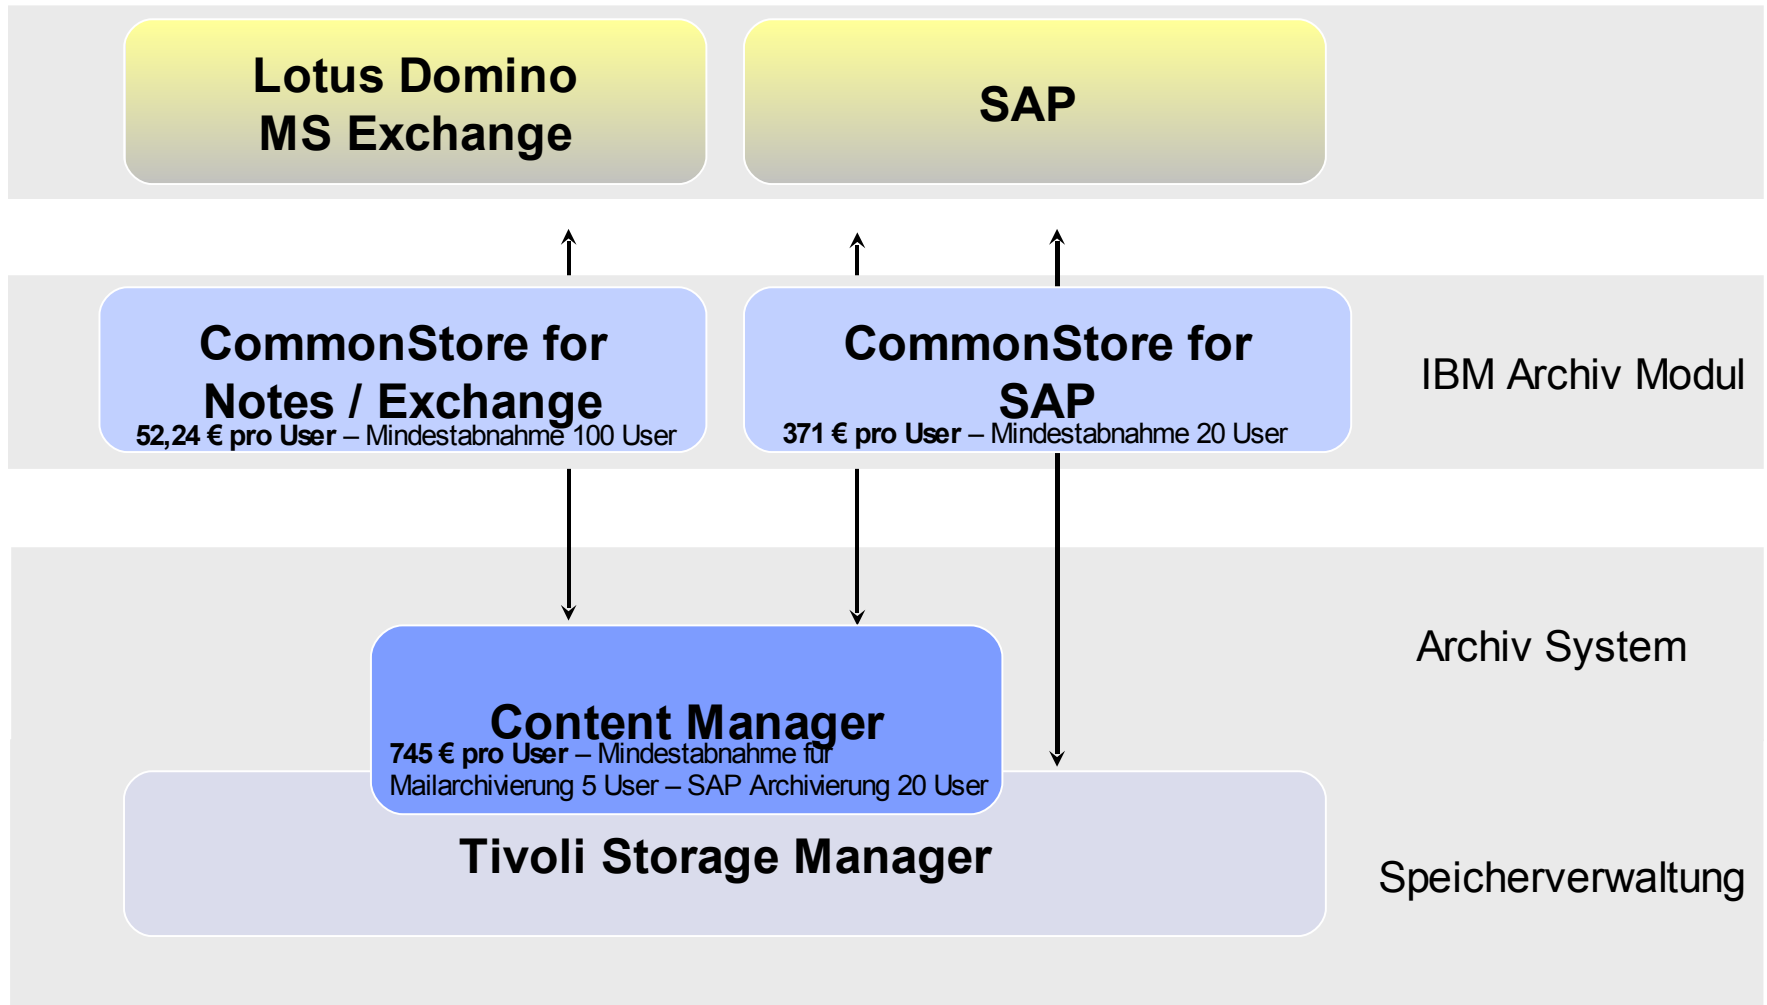 Lotus Domino
MS Exchange
SAP
CommonStore for
Notes / Exchange
52,24 € pro User – Mindestabnahme 100 User
CommonStore for
SAP
371 € pro User – Mindestabnahme 20 User
IBM Archiv Modul
Archiv System
Content Manager
745 € pro User – Mindestabnahme für
Mailarchivierung 5 User – SAP Archivierung 20 User
Tivoli Storage Manager
Speicherverwaltung